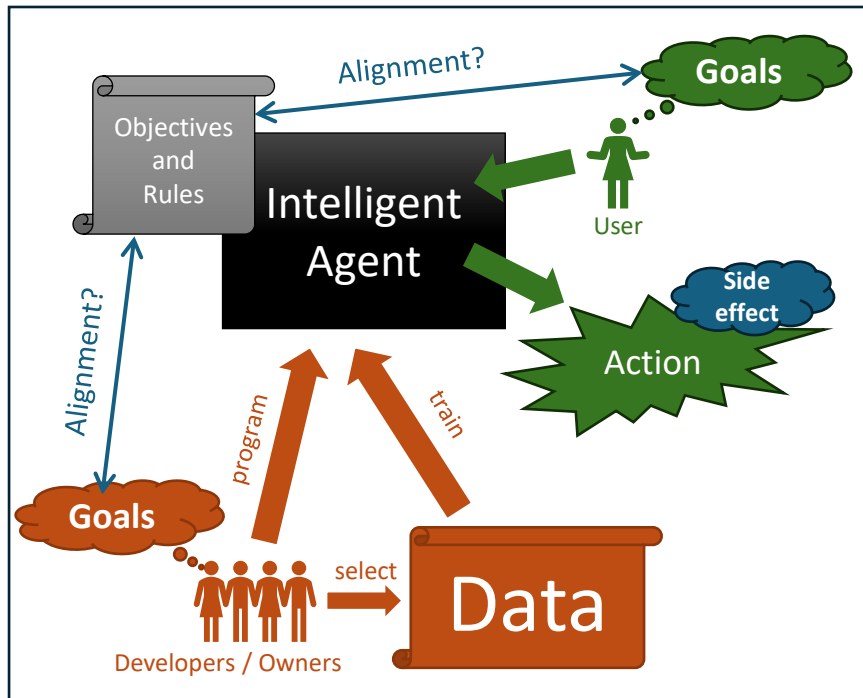 Alignment?
Goals
Objectives
and
Rules
Intelligent
Agent
User
Side
effect
Action
Alignment?
program
train
Goals
select
Data
Developers / Owners